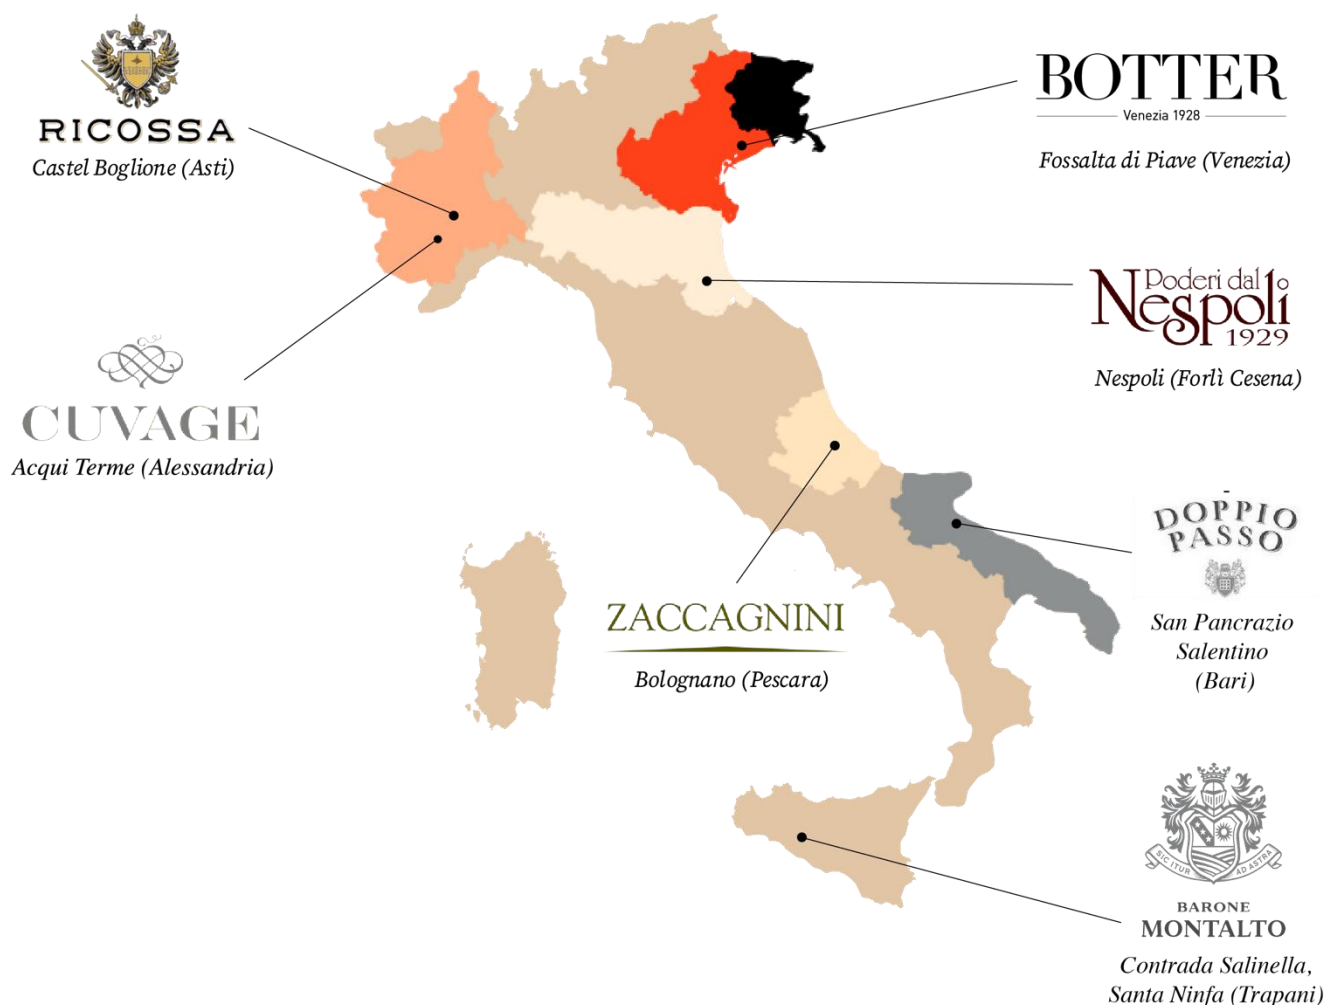 RICOSSA
Castel Boglione (Asti)
BOTTER
Venezia 1928
Fossalta di Piave (Venezia)
Poderi dal
Nespoli
1929
Nespoli (Forlì Cesena)
CUVAGE
Acqui Terme (Alessandria)
DOPPIO
PASSO
San Pancrazio
Salentino
(Bari)
ZACCAGNINI
Bolognano (Pescara)
SIC ITUR AD ASTRA
BARONE
MONTALTO
Contrada Salinella,
Santa Ninfa (Trapani)